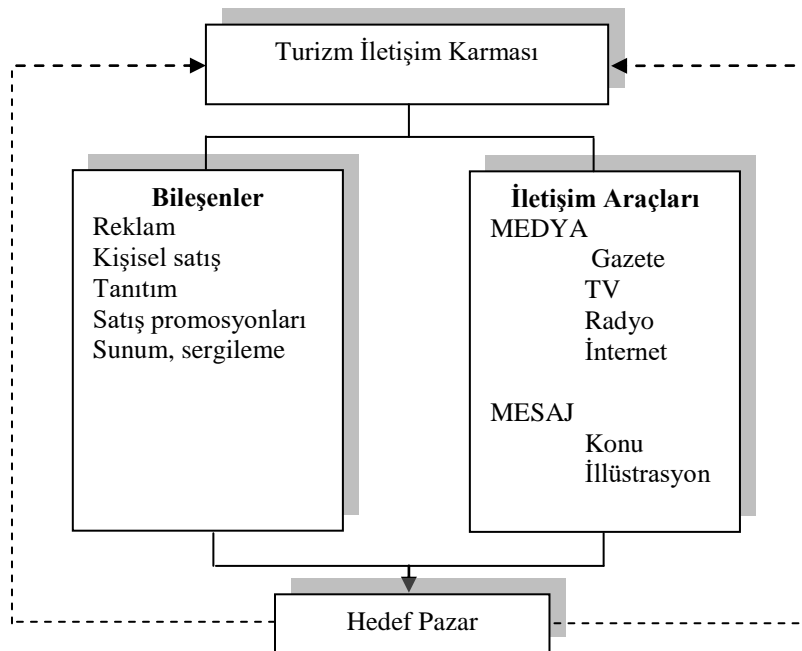 Turizm İletişim Karması
Bileşenler
Reklam
Kişisel satış
Tanıtım
Satış promosyonları
Sunum, sergileme
İletişim Araçları
MEDYA
Gazete
TV
Radyo
İnternet
MESAJ
Konu
İllüstrasyon
Hedef Pazar